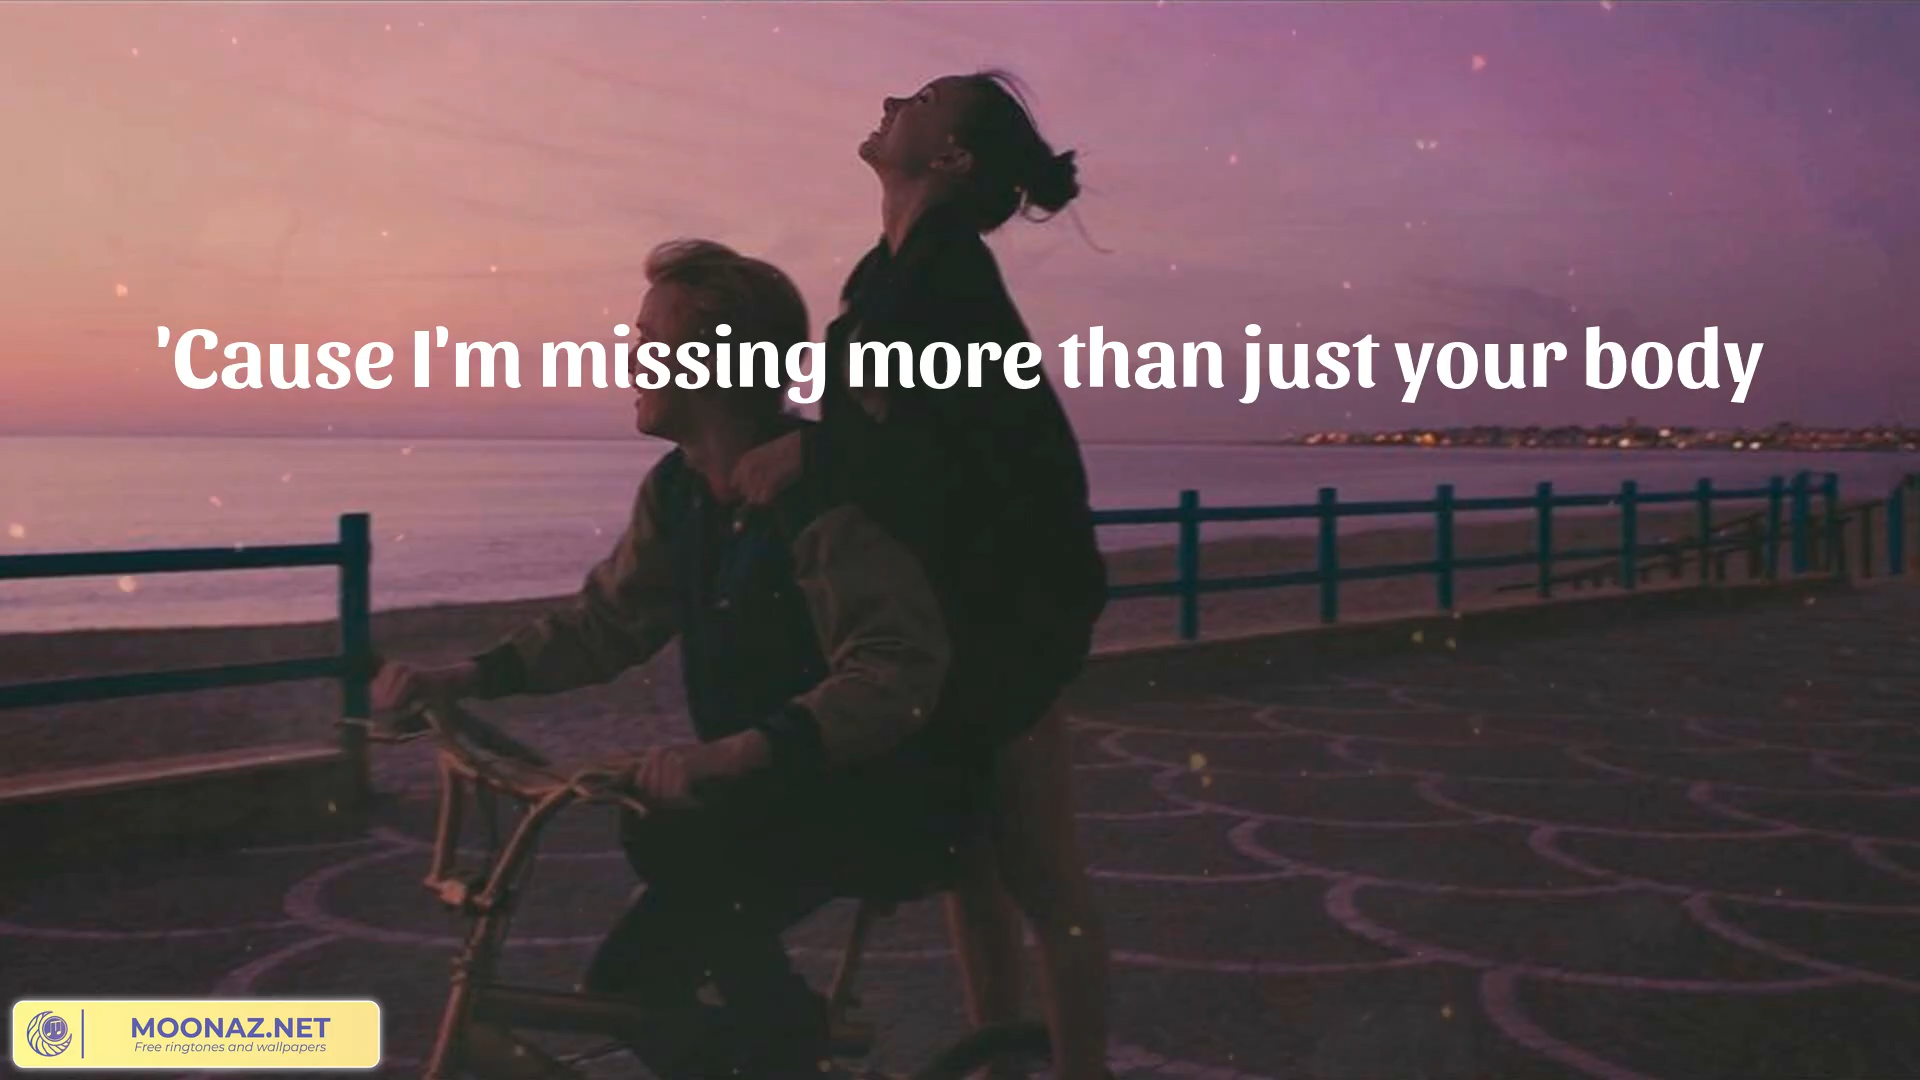 'Cause I'm missing more than just your body
MOONAZ.NET
Free ringtones and wallpapers